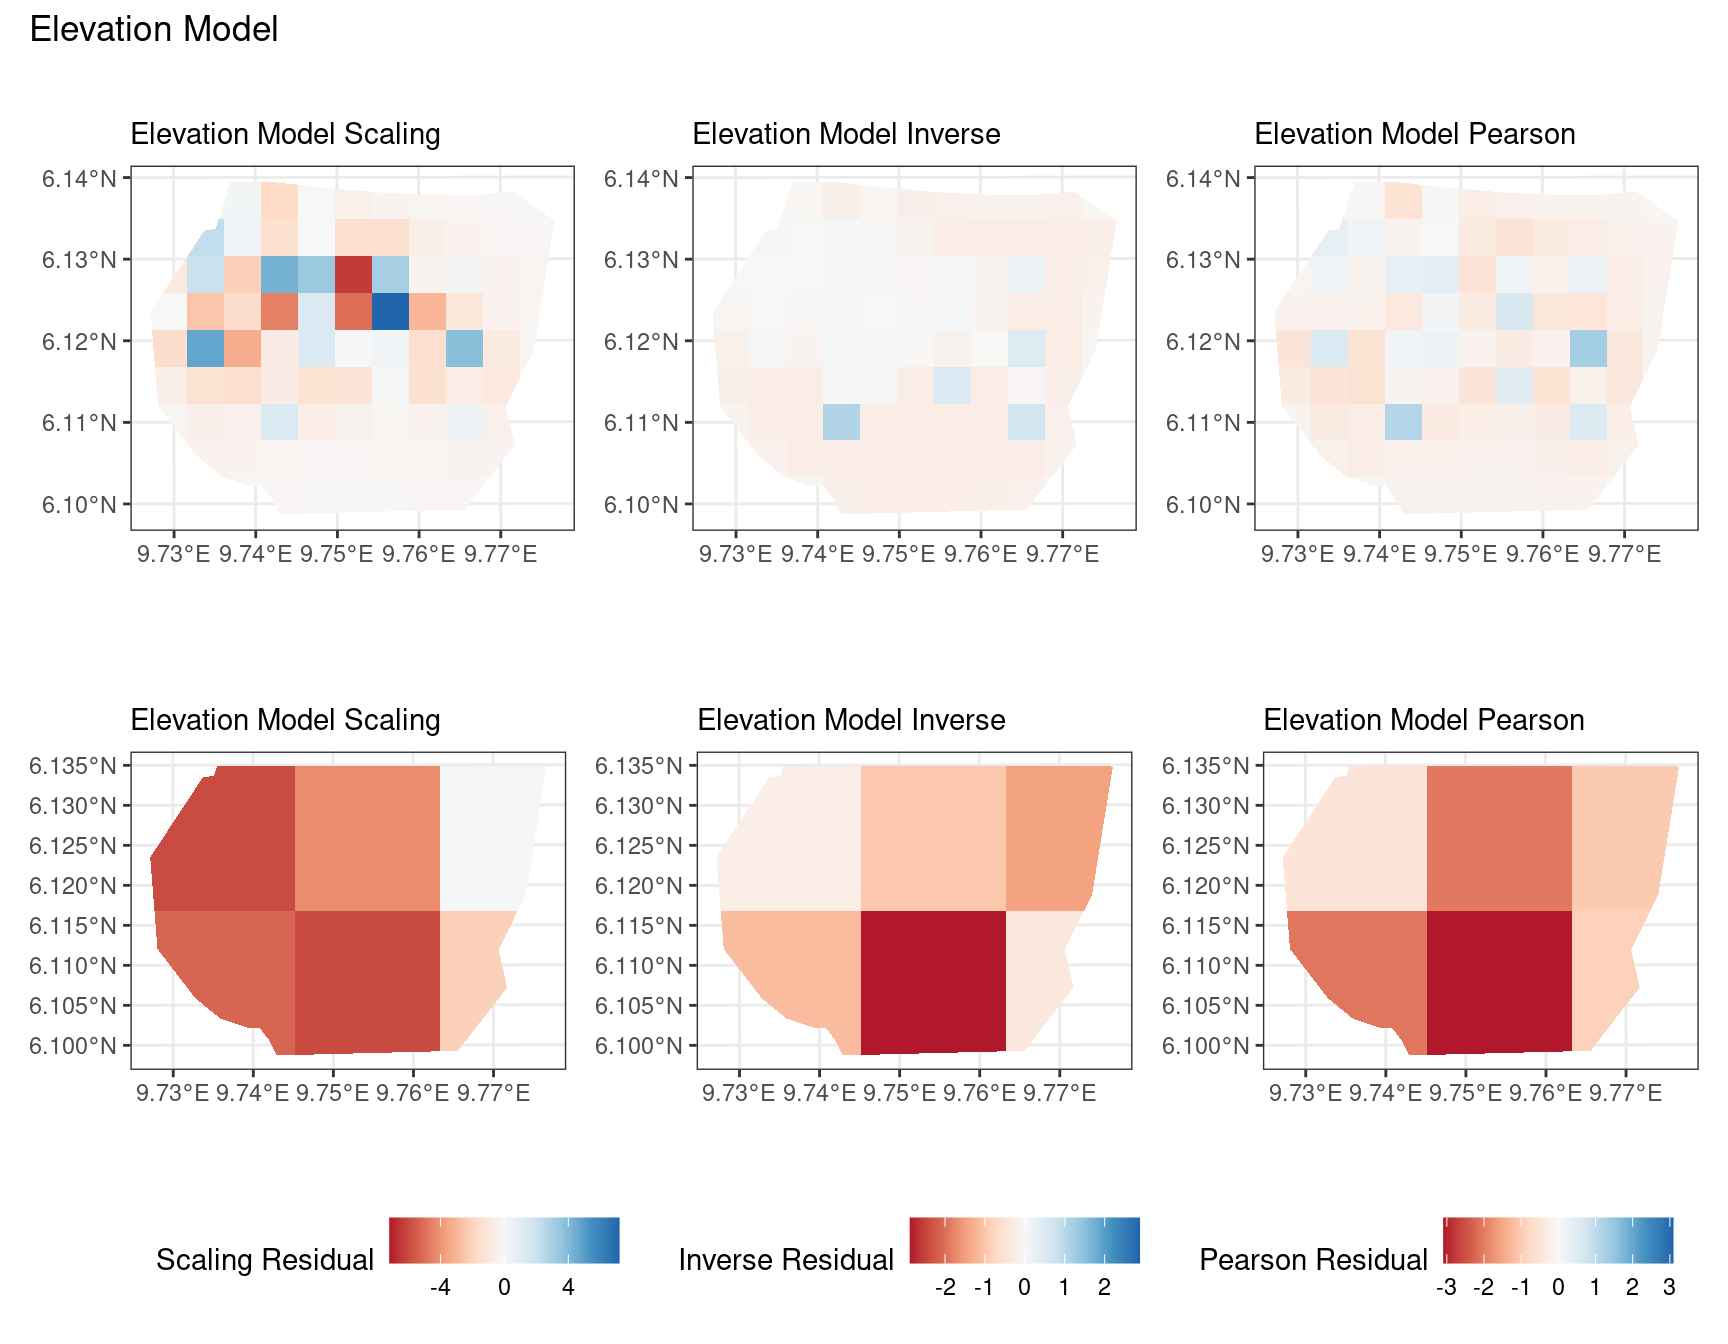 Elevation Model
Elevation Model Scaling
Elevation Model Inverse
Elevation Model Pearson
6.14°N
6.13°N
6.12°N
6.11°N
6.10°N
9.73°E 9.74°E 9.75°E 9.76°E 9.77°E
6.14°N
6.13°N
6.12°N
6.11°N
6.10°N
9.73°E 9.74°E 9.75°E 9.76°E 9.77°E
6.14°N
6.13°N
6.12°N
6.11°N
6.10°N
9.73°E 9.74°E 9.75°E 9.76°E 9.77°E
Elevation Model Scaling
Elevation Model Inverse
Elevation Model Pearson
6.135°N
6.130°N
6.125°N
6.120°N
6.115°N
6.110°N
6.105°N
6.100°N
9.73°E 9.74°E 9.75°E 9.76°E 9.77°E
6.135°N
6.130°N
6.125°N
6.120°N
6.115°N
6.110°N
6.105°N
6.100°N
9.73°E 9.74°E 9.75°E 9.76°E 9.77°E
6.135°N
6.130°N
6.125°N
6.120°N
6.115°N
6.110°N
6.105°N
6.100°N
9.73°E 9.74°E 9.75°E 9.76°E 9.77°E
Scaling Residual
-4 0 4
Inverse Residual
-2 -1 0 1 2
Pearson Residual
-3 -2 -1 0 1 2 3